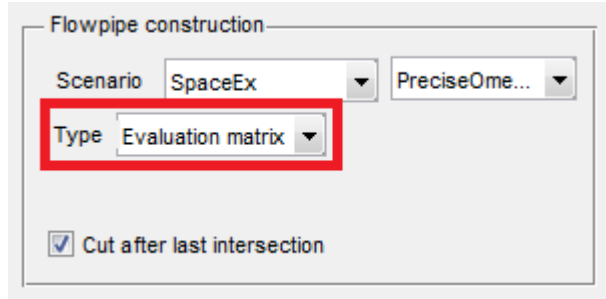 Flowpipe construction
Scenario SpaceEx PreciseOme...
Type Evaluation matrix
Cut after last intersection